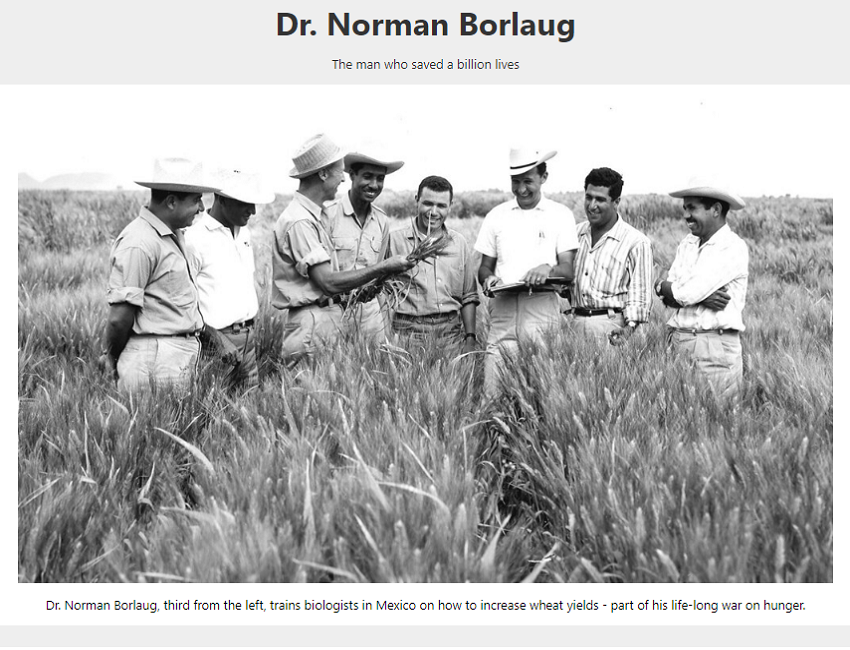 Dr. Norman Borlaug
The man who saved a billion lives
Dr. Norman Borlaug, third from the left, trains biologists in Mexico on how to increase wheat yields - part of his life-long war on hunger.